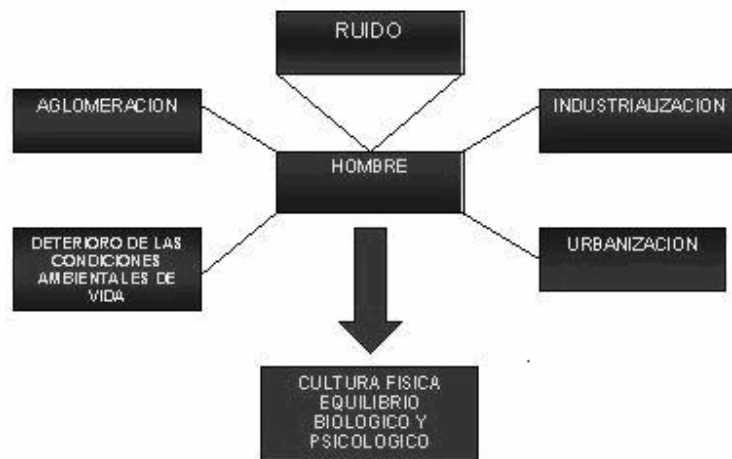 RUIDO
AGLOMERACION
INDUSTRIALIZACION
HOMBRE
DETERIORO DE LAS
CONDICIONES
AMBIENTALES DE
VIDA
URBANIZACION
CULTURA FISICA
EQUILIBRIO
BIOLOGICO Y
PSICOLOGICO